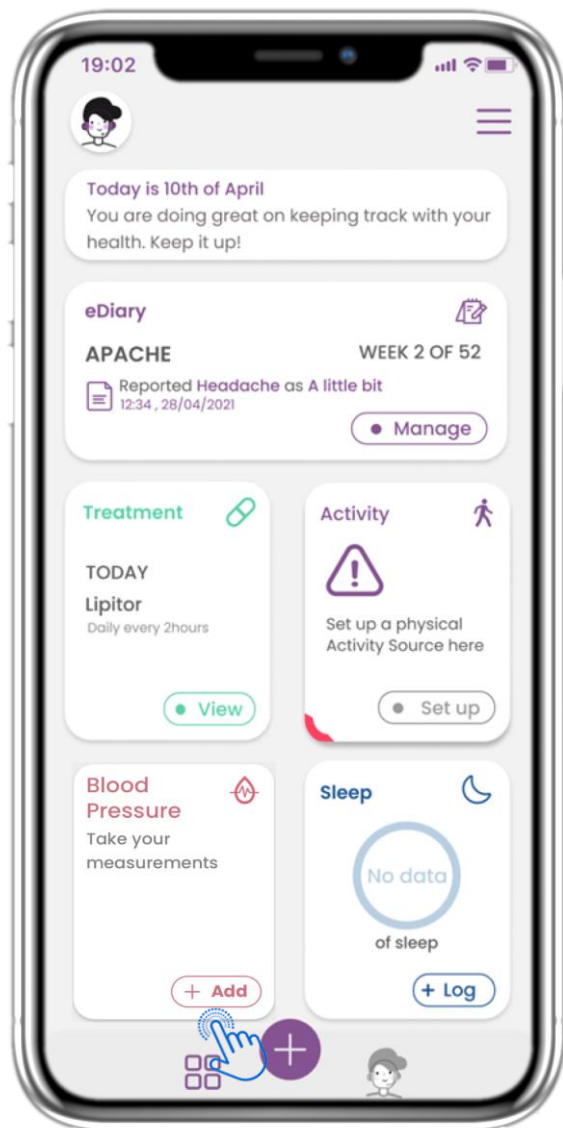 19:02
Today is 10th of April
You are doing great on keeping track with your
health. Keep it up!
eDiary
APACHE
WEEK 2 OF 52
Reported Headache as A little bit
12:34 , 28/04/2021
Manage
Treatment
TODAY
Lipitor
Daily every 2hours
View
Activity
Set up a physical
Activity Source here
Set up
Blood
Pressure
Take your
measurements
+ Add
Sleep
No data
of sleep
+ Log